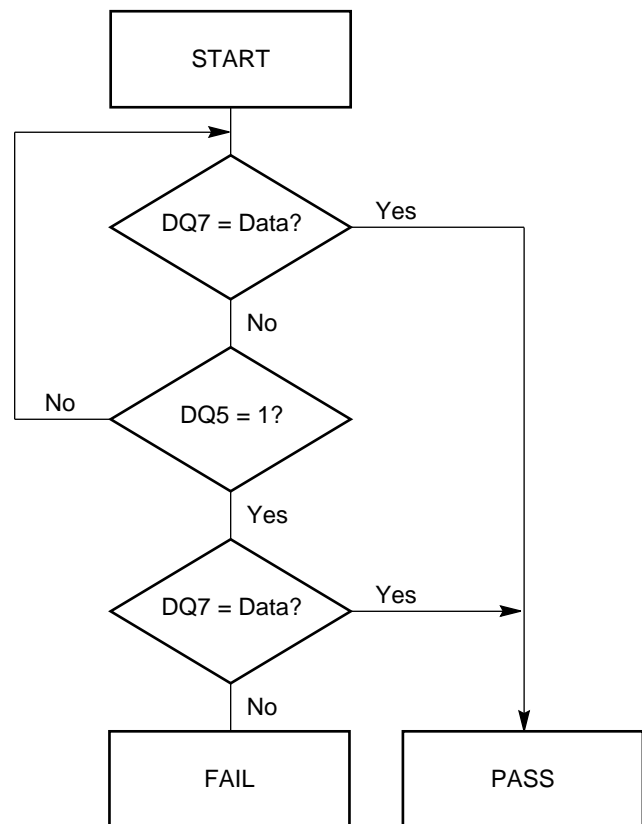 START
DQ7 = Data?
Yes
No
No
DQ5 = 1?
Yes
DQ7 = Data?
Yes
No
FAIL
PASS